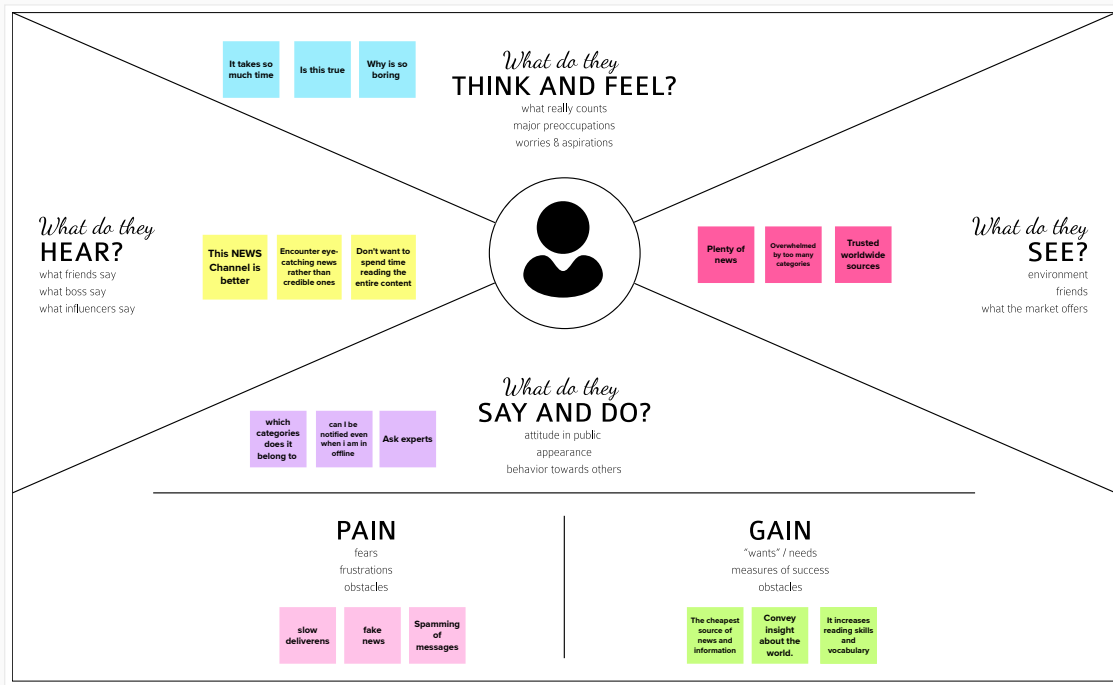 It takes so
much time
Is this true
Why is so
boring
What do they
THINK AND FEEL?
what really counts
major preoccupations
worries & aspirations
What do they
HEAR?
what friends say
what boss say
what influencers say
This NEWS
Channel is
better
Encounter eye-
catching news
rather than
credible ones
Don't want to
spend time
reading the
entire content
Plenty of
news
Overwhelmed
by too many
categories
Trusted
worldwide
sources
What do they
SEE?
environment
friends
what the market offers
What do they
SAY AND DO?
attitude in public
appearance
behavior towards others
which
categories
does it
belong to
can I be
notified even
when i am in
offline
Ask experts
PAIN
fears
frustrations
obstacles
slow
deliverens
fake
news
Spamming
of
messages
GAIN
"wants" / needs
measures of success
obstacles
The cheapest
source of
news and
information
Convey
insight
about the
world.
It increases
reading skills
and
vocabulary